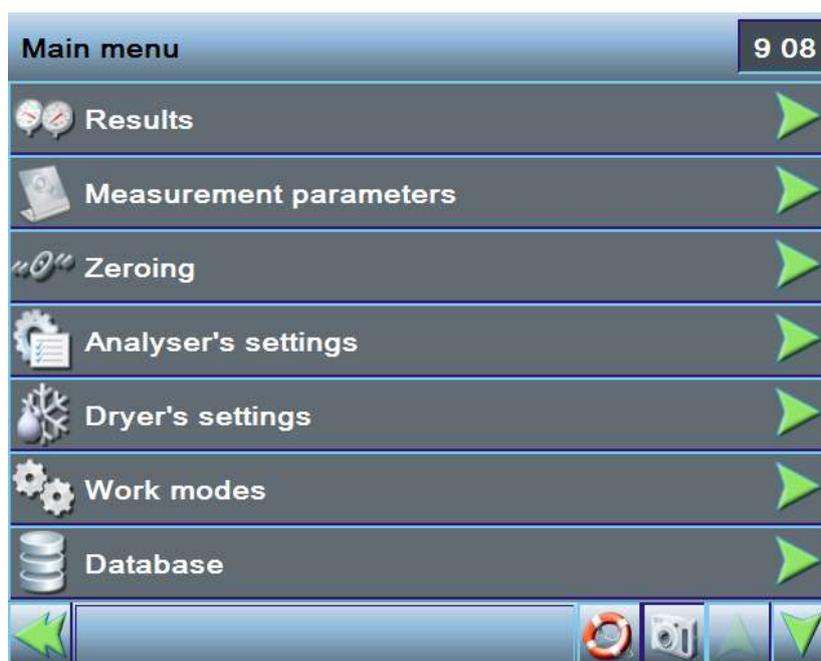 Main menu
9 08
Results
Measurement parameters
Zeroing
Analyser's settings
Dryer's settings
Work modes
Database